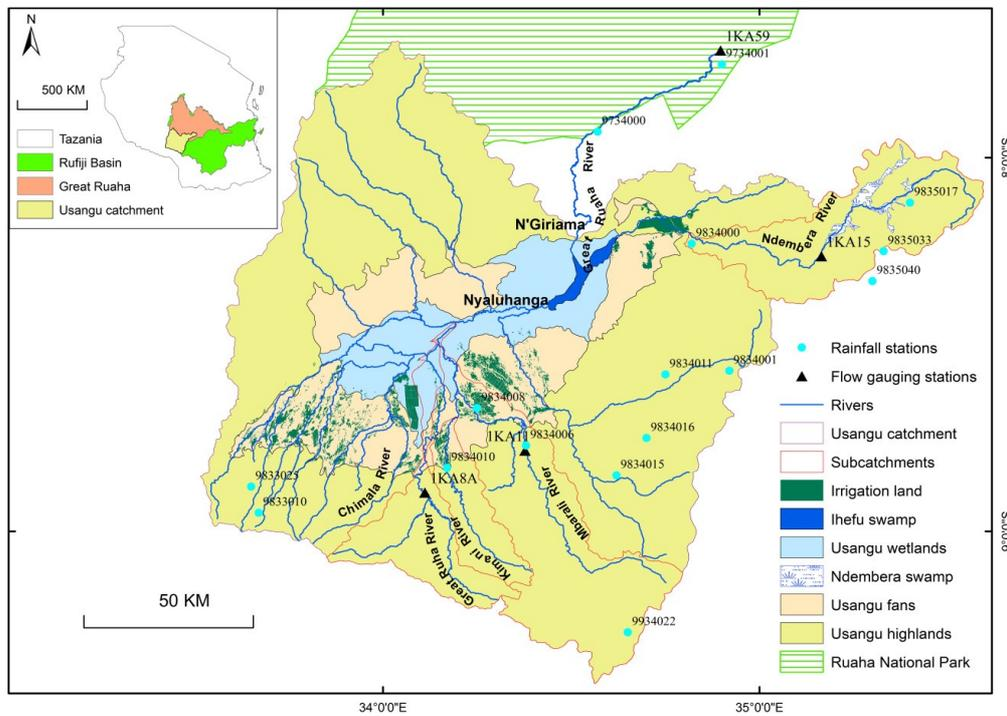 N
500 KM
Tazania
Rufiji Basin
Great Ruaha
Usangu catchment
1KA59
9734001
9734000
Great Ruaha River
N'Giriama
Nyaluhanga
9834000
Ndembera River
1KA15
9835017
9835033
9835040
9834011
9834001
9834008
1KA11
9834006
9834016
9834015
9834010
1KA8A
9833025
9833010
Chimala River
Great Ruha River
Kimani River
Mbarali River
9934022
50 KM
Rainfall stations
Flow gauging stations
Rivers
Usangu catchment
Subcatchments
Irrigation land
Ihefu swamp
Usangu wetlands
Ndembera swamp
Usangu fans
Usangu highlands
Ruaha National Park
34°0'0"E
35°0'0"E